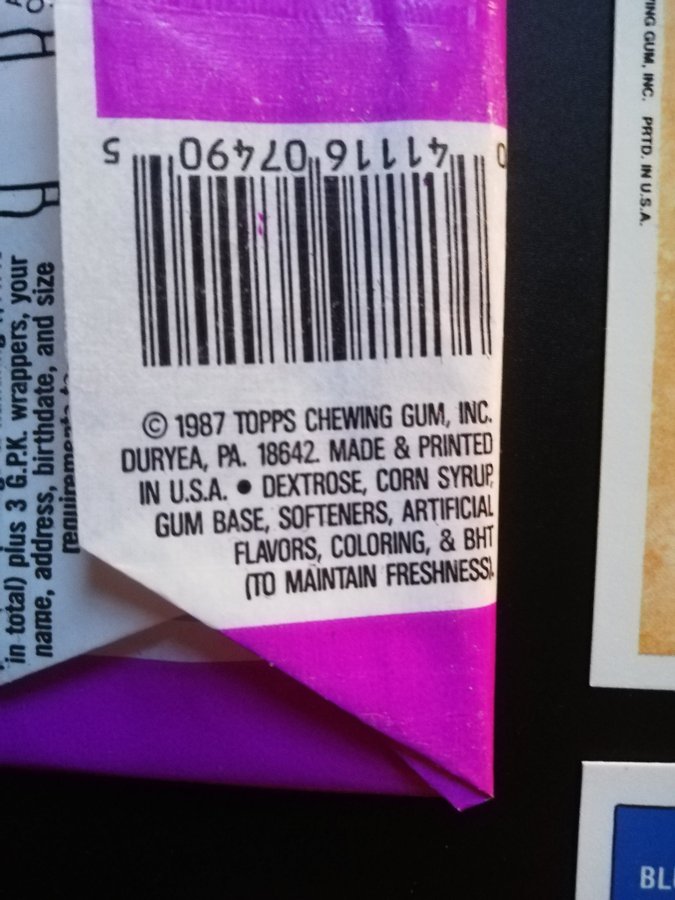 0 41116 07490 5
© 1987 TOPPS CHEWING GUM, INC.
DURYEA, PA. 18642. MADE & PRINTED
IN U.S.A. • DEXTROSE, CORN SYRUP,
GUM BASE, SOFTENERS, ARTIFICIAL
FLAVORS, COLORING, & BHT
(TO MAINTAIN FRESHNESS).
in total) plus 3 G.P.K. wrappers, your
name, address, birthdate, and size
GUM, INC. PRTD. IN U.S.A.